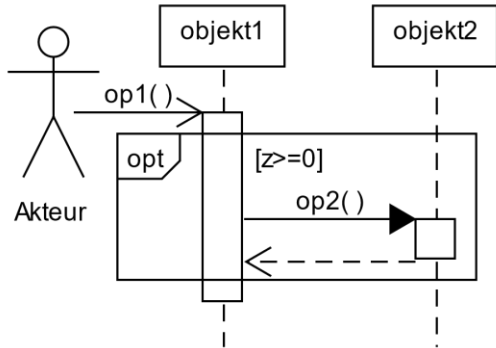 objekt1
objekt2
op1( )
opt
[z>=0]
op2( )
Akteur